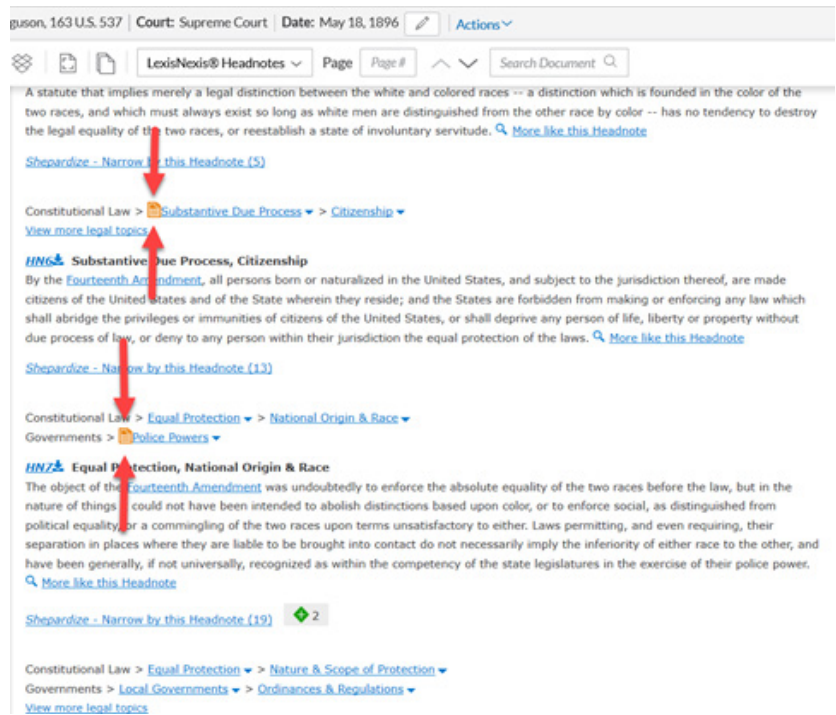 guson, 163 U.S. 537 Court: Supreme Court Date: May 18, 1896 Actions
LexisNexis® Headnotes Page Page # Search Document
A statute that implies merely a legal distinction between the white and colored races -- a distinction which is founded in the color of the
two races, and which must always exist so long as white men are distinguished from the other race by color -- has no tendency to destroy
the legal equality of the two races, or reestablish a state of involuntary servitude. More like this Headnote
Shepardize - Narrow by this Headnote (5)
Constitutional Law > Substantive Due Process > Citizenship
View more legal topics
HN6 Substantive Due Process, Citizenship
By the Fourteenth Amendment, all persons born or naturalized in the United States, and subject to the jurisdiction thereof, are made
citizens of the United States and of the State wherein they reside; and the States are forbidden from making or enforcing any law which
shall abridge the privileges or immunities of citizens of the United States, or shall deprive any person of life, liberty or property without
due process of law, or deny to any person within their jurisdiction the equal protection of the laws. More like this Headnote
Shepardize - Narrow by this Headnote (13)
Constitutional Law > Equal Protection > National Origin & Race
Governments > Police Powers
HN7 Equal Protection, National Origin & Race
The object of the Fourteenth Amendment was undoubtedly to enforce the absolute equality of the two races before the law, but in the
nature of things could not have been intended to abolish distinctions based upon color, or to enforce social, as distinguished from
political equality, or a commingling of the two races upon terms unsatisfactory to either. Laws permitting, and even requiring, their
separation in places where they are liable to be brought into contact do not necessarily imply the inferiority of either race to the other, and
have been generally, if not universally, recognized as within the competency of the state legislatures in the exercise of their police power.
More like this Headnote
Shepardize - Narrow by this Headnote (19) 2
Constitutional Law > Equal Protection > Nature & Scope of Protection
Governments > Local Governments > Ordinances & Regulations
View more legal topics